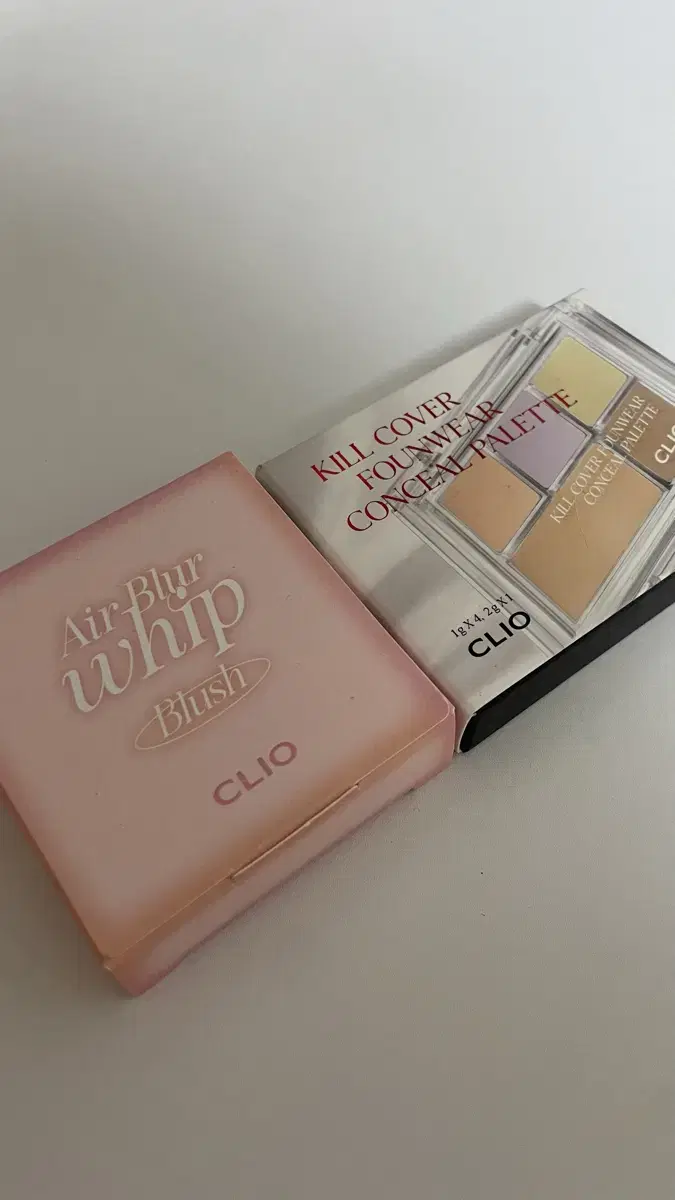 Air Blur
whip
Blush
CLIO
KILL COVER
FOUNWEAR
CONCEAL PALETTE
1g X 4, 2g X 1
CLIO
KILL COVER FOUNWEAR
CONCEAL PALETTE